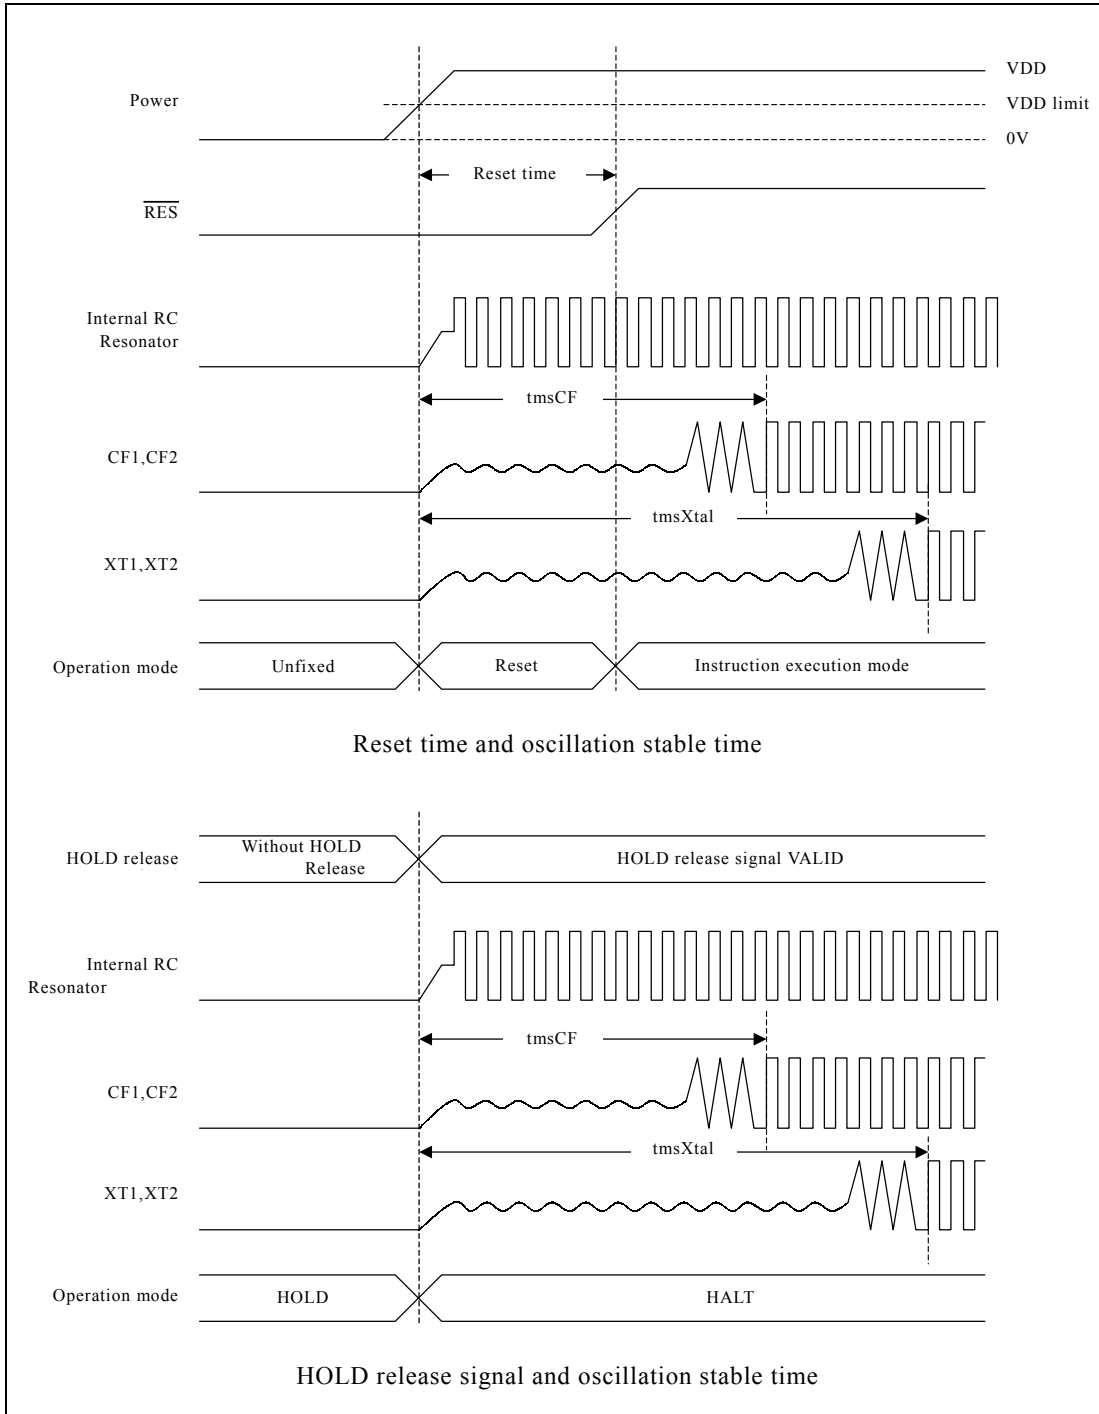 VDD
Power
VDD limit
0V
Reset time
RES
Internal RC
Resonator
tmsCF
CF1,CF2
tmsXtal
XT1,XT2
Operation mode
Unfixed
Reset
Instruction execution mode
Reset time and oscillation stable time
HOLD release
Without HOLD
Release
HOLD release signal VALID
Internal RC
Resonator
tmsCF
CF1,CF2
tmsXtal
XT1,XT2
Operation mode
HOLD
HALT
HOLD release signal and oscillation stable time